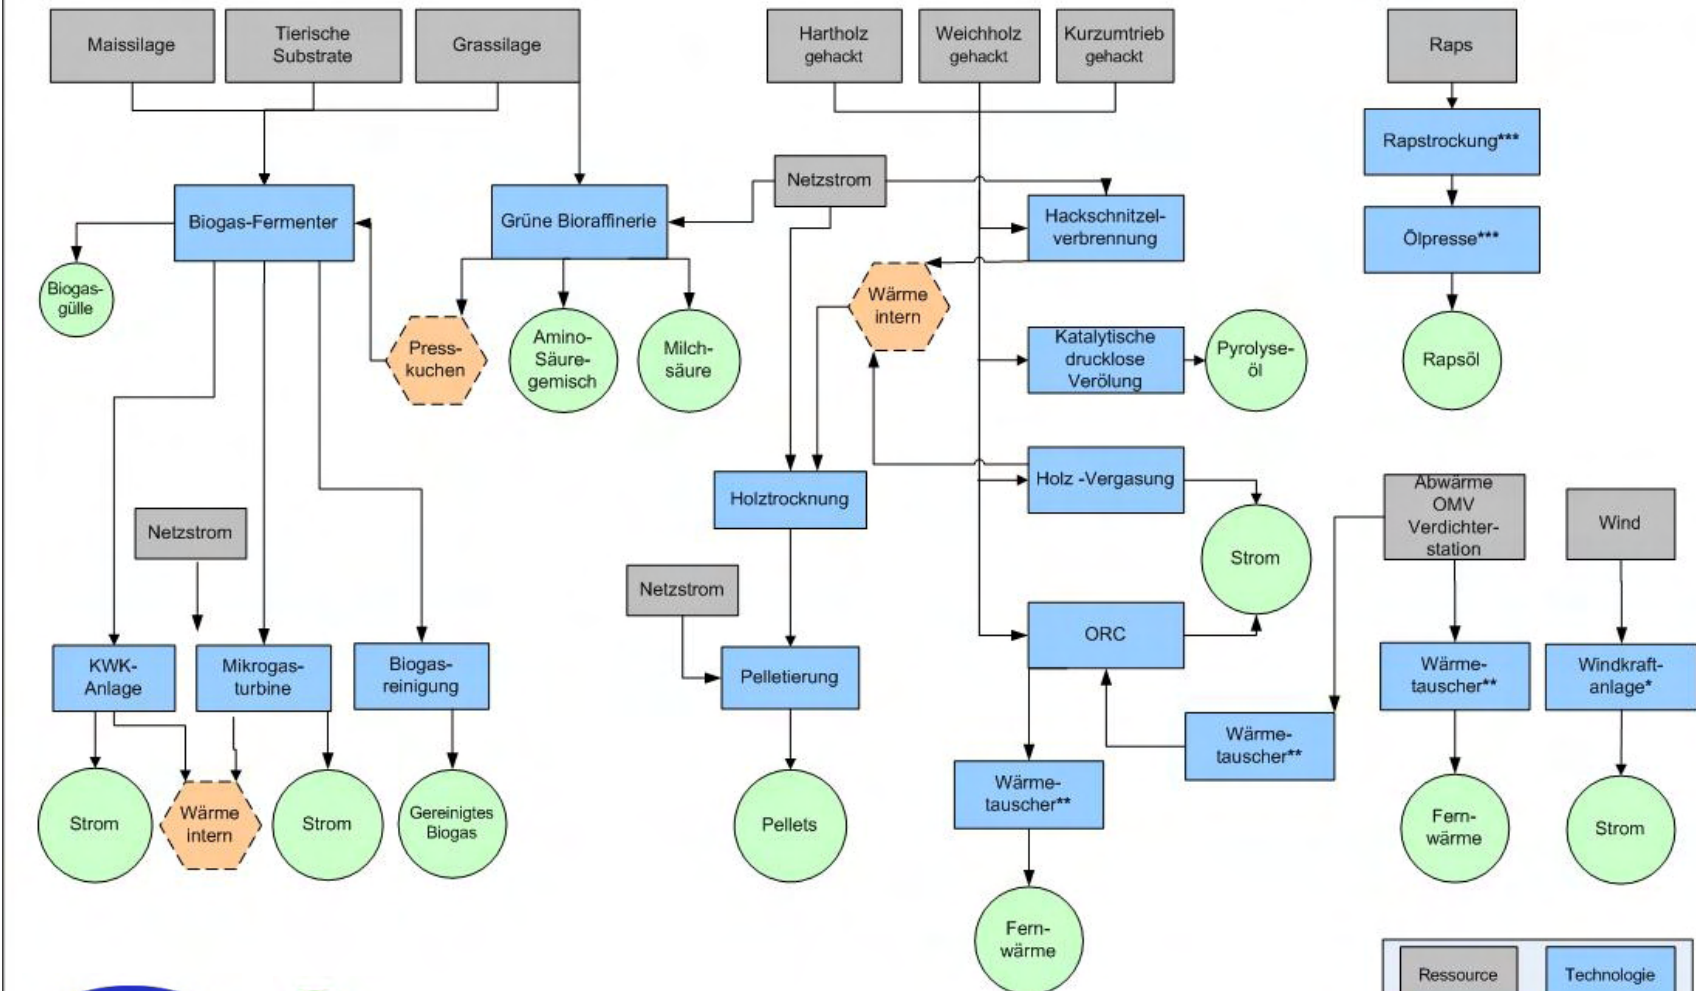 Maissilage
Tierische
Substrate
Grassilage
Hartholz
gehackt
Weichholz
gehackt
Kurzumtrieb
gehackt
Raps
Rapstrockung***
Netzstrom
Biogas-Fermenter
Grüne Bioraffinerie
Hackschnitzel-
verbrennung
Ölpresse***
Biogas-
gülle
Wärme
intern
Press-
kuchen
Amino-
Säure-
gemisch
Milch-
säure
Katalytische
drucklose
Verölung
Pyrolyse-
öl
Rapsöl
Holztrocknung
Holz -Vergasung
Abwärme
OMV
Verdichter-
station
Wind
Netzstrom
Strom
Netzstrom
ORC
KWK-
Anlage
Mikrogas-
turbine
Biogas-
reinigung
Pelletierung
Wärme-
tauscher**
Windkraft-
anlage*
Wärme-
tauscher**
Wärme-
tauscher**
Strom
Wärme
intern
Strom
Gereinigtes
Biogas
Pellets
Fern-
wärme
Strom
Fern-
wärme
Ressource
Technologie